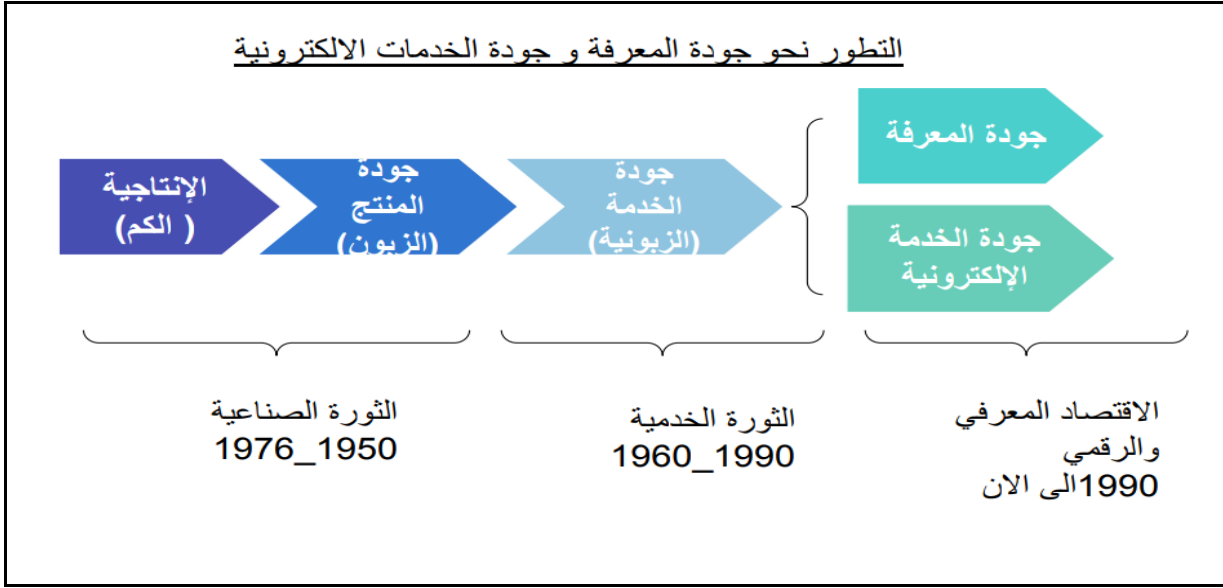 التطور نحو جودة المعرفة و جودة الخدمات الالكترونية
الإنتاجية
( الكم)
جودة
المنتج
(الزبون)
جودة
الخدمة
(الزبونية)
جودة المعرفة
جودة الخدمة
الإلكترونية
الثورة الصناعية
1976_1950
الثورة الخدمية
1960_1990
الاقتصاد المعرفي
والرقمي
1990الى الان